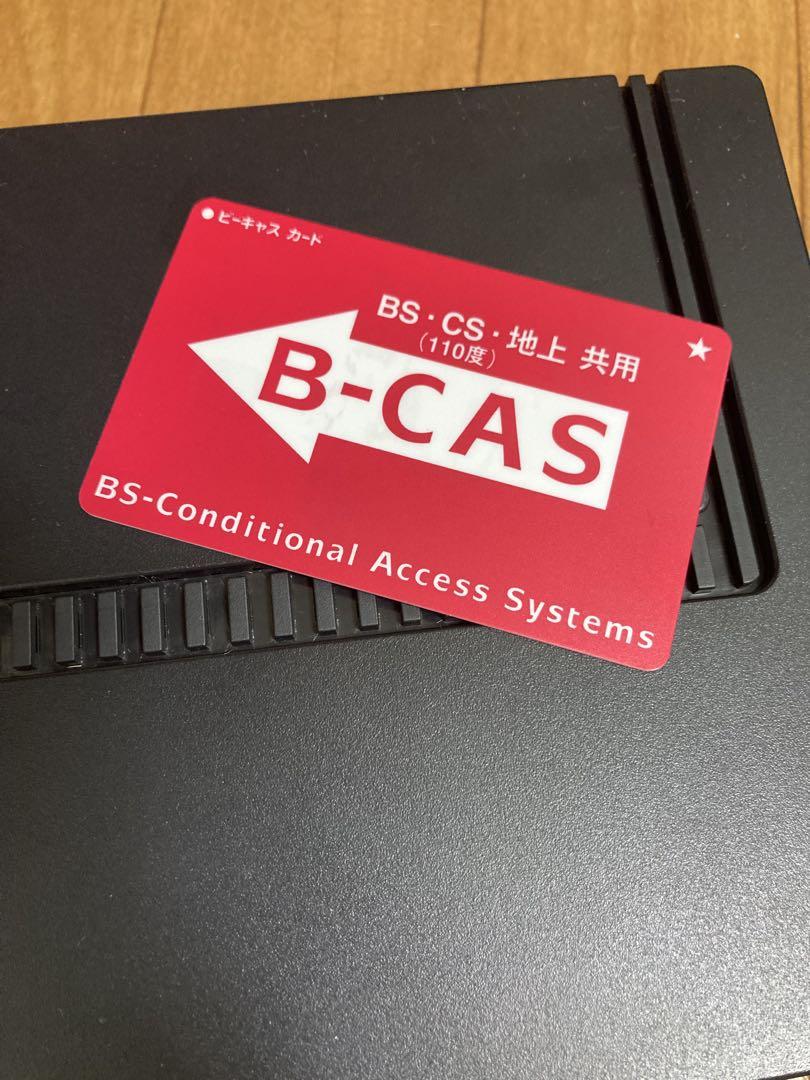 ビーキャス カード
BS・CS・地上 共用
(110度)
B-CAS
BS-Conditional Access Systems